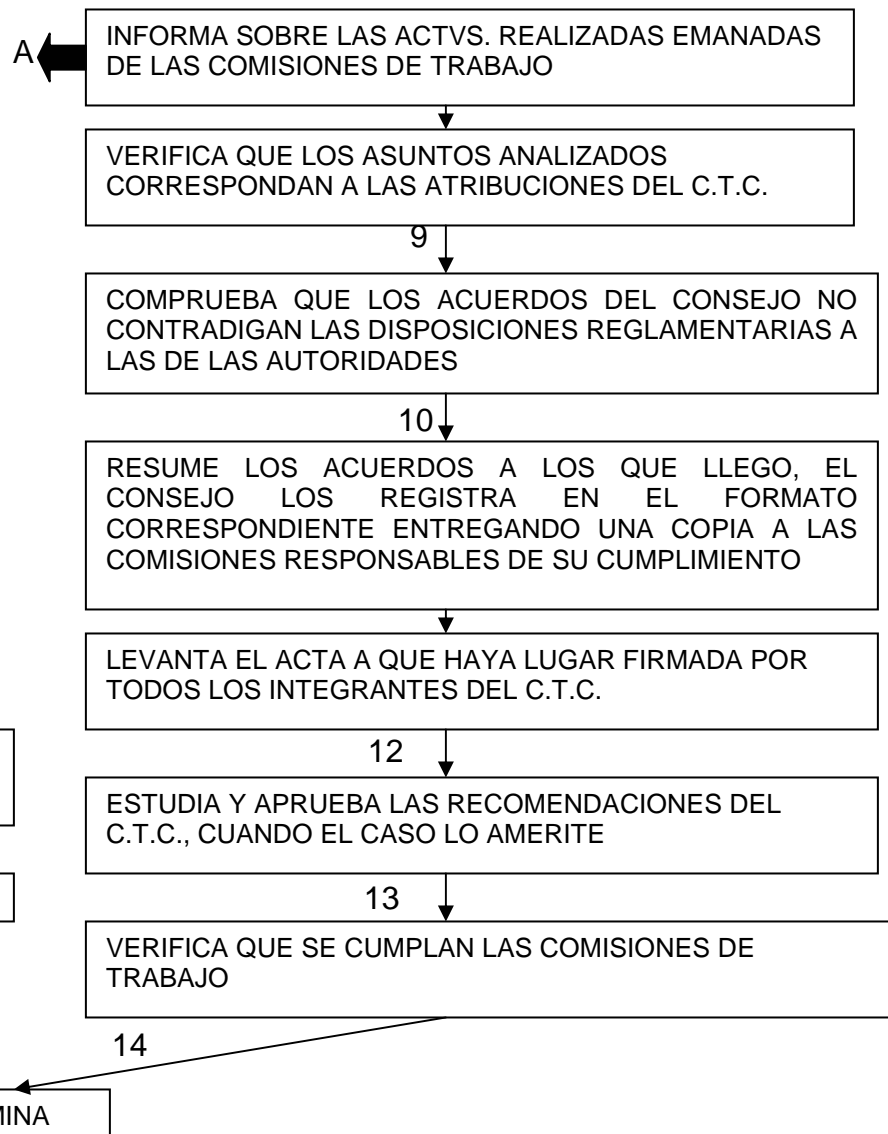 A
INFORMA SOBRE LAS ACTVS. REALIZADAS EMANADAS
DE LAS COMISIONES DE TRABAJO
VERIFICA QUE LOS ASUNTOS ANALIZADOS
CORRESPONDAN A LAS ATRIBUCIONES DEL C.T.C.
9
COMPRUEBA QUE LOS ACUERDOS DEL CONSEJO NO
CONTRADIGAN LAS DISPOSICIONES REGLAMENTARIAS A
LAS DE LAS AUTORIDADES
10
RESUME LOS ACUERDOS A LOS QUE LLEGO, EL
CONSEJO LOS REGISTRA EN EL FORMATO
CORRESPONDIENTE ENTREGANDO UNA COPIA A LAS
COMISIONES RESPONSABLES DE SU CUMPLIMIENTO
LEVANTA EL ACTA A QUE HAYA LUGAR FIRMADA POR
TODOS LOS INTEGRANTES DEL C.T.C.
12
ESTUDIA Y APRUEBA LAS RECOMENDACIONES DEL
C.T.C., CUANDO EL CASO LO AMERITE
13
VERIFICA QUE SE CUMPLAN LAS COMISIONES DE
TRABAJO
14
MINA